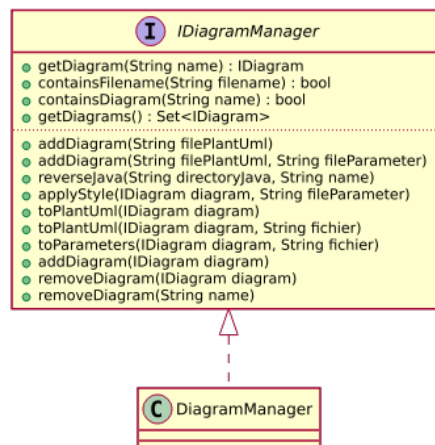 I IDiagramManager
getDiagram(String name) : IDiagram
containsFilename(String filename) : bool
containsDiagram(String name) : bool
getDiagrams() : Set<IDiagram>
addDiagram(String filePlantUml)
addDiagram(String filePlantUml, String fileParameter)
reverseJava(String directoryJava, String name)
applyStyle(IDiagram diagram, String fileParameter)
toPlantUml(IDiagram diagram)
toPlantUml(IDiagram diagram, String fichier)
toParameters(IDiagram diagram, String fichier)
addDiagram(IDiagram diagram)
removeDiagram(IDiagram diagram)
removeDiagram(String name)
C DiagramManager